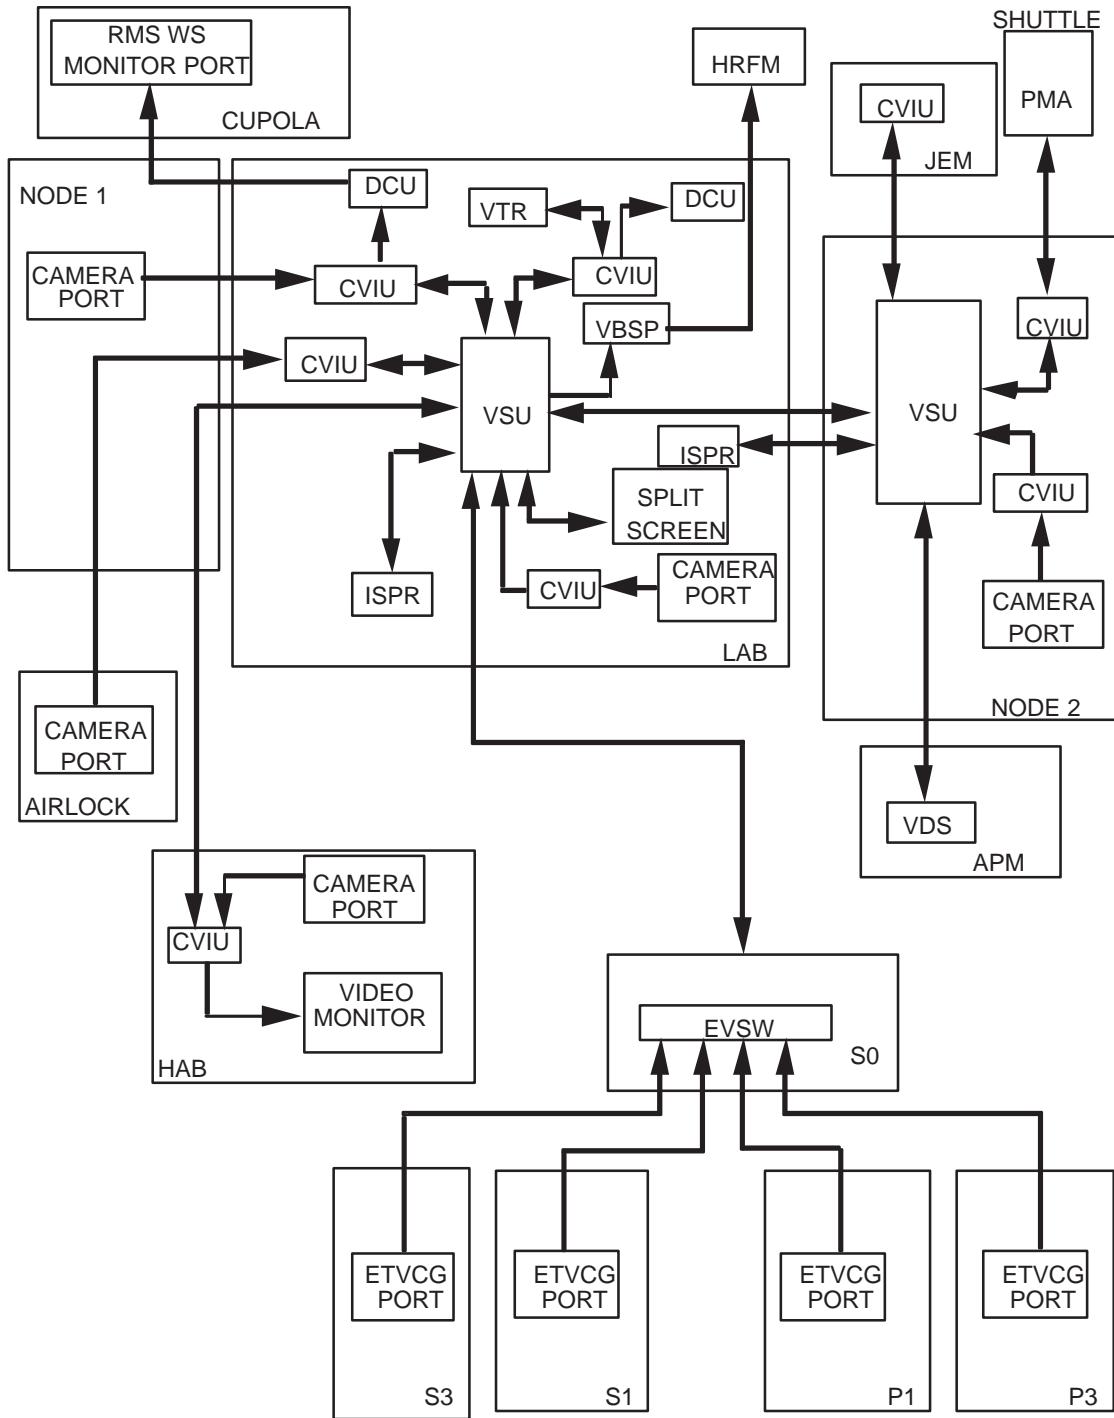 SHUTTLE
RMS WS
MONITOR PORT
CUPOLA
HRFM
CVIU
JEM
PMA
NODE 1
DCU
VTR
DCU
CAMERA
PORT
CVIU
CVIU
VBSP
CVIU
CVIU
VSU
VSU
ISPR
SPLIT
SCREEN
CVIU
ISPR
CVIU
CAMERA
PORT
CAMERA
PORT
LAB
NODE 2
CAMERA
PORT
AIRLOCK
VDS
APM
CAMERA
PORT
CVIU
VIDEO
MONITOR
HAB
EVSW
S0
ETVCG
PORT
S3
ETVCG
PORT
S1
ETVCG
PORT
P1
ETVCG
PORT
P3